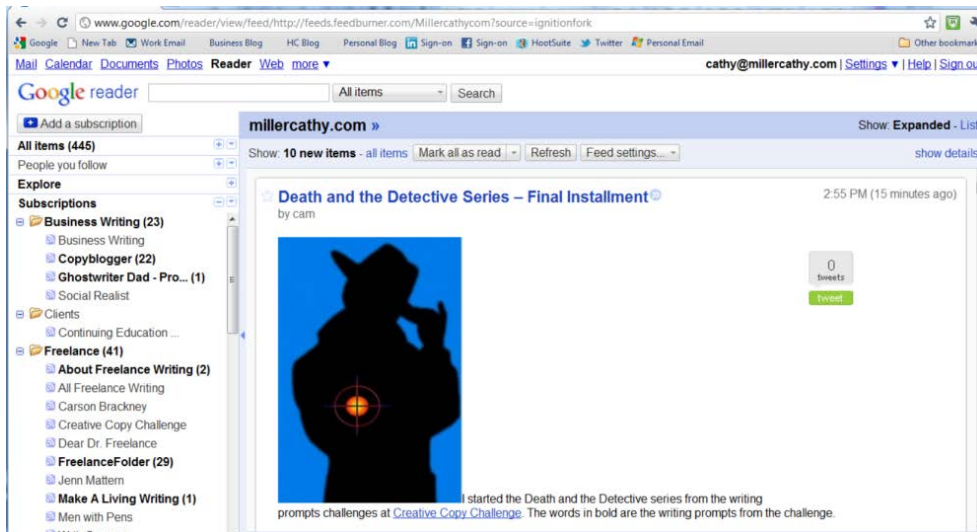 www.google.com/reader/view/feed/http://feeds.feedburner.com/Millercathycom?source=ignitionfork
Google New Tab Work Email Business Blog HC Blog Personal Blog Sign-on Sign-on HootSuite Twitter Personal Email Other bookmark
Mail Calendar Documents Photos Reader Web more ▼ cathy@millercathy.com | Settings ▼ | Help | Sign ou
Google reader All items Search
Add a subscription
millercathy.com » Show: Expanded - List
All items (445)
Show: 10 new items - all items Mark all as read Refresh Feed settings... show details
People you follow
Explore
Subscriptions
Business Writing (23)
Business Writing
Copyblogger (22)
Ghostwriter Dad - Pro... (1)
Social Realist
Clients
Continuing Education ...
Freelance (41)
About Freelance Writing (2)
All Freelance Writing
Carson Brackney
Creative Copy Challenge
Dear Dr. Freelance
FreelanceFolder (29)
Jenn Mattern
Make A Living Writing (1)
Men with Pens
Death and the Detective Series – Final Installment
2:55 PM (15 minutes ago)
by cam
0
tweets
tweet
I started the Death and the Detective series from the writing
prompts challenges at Creative Copy Challenge. The words in bold are the writing prompts from the challenge.